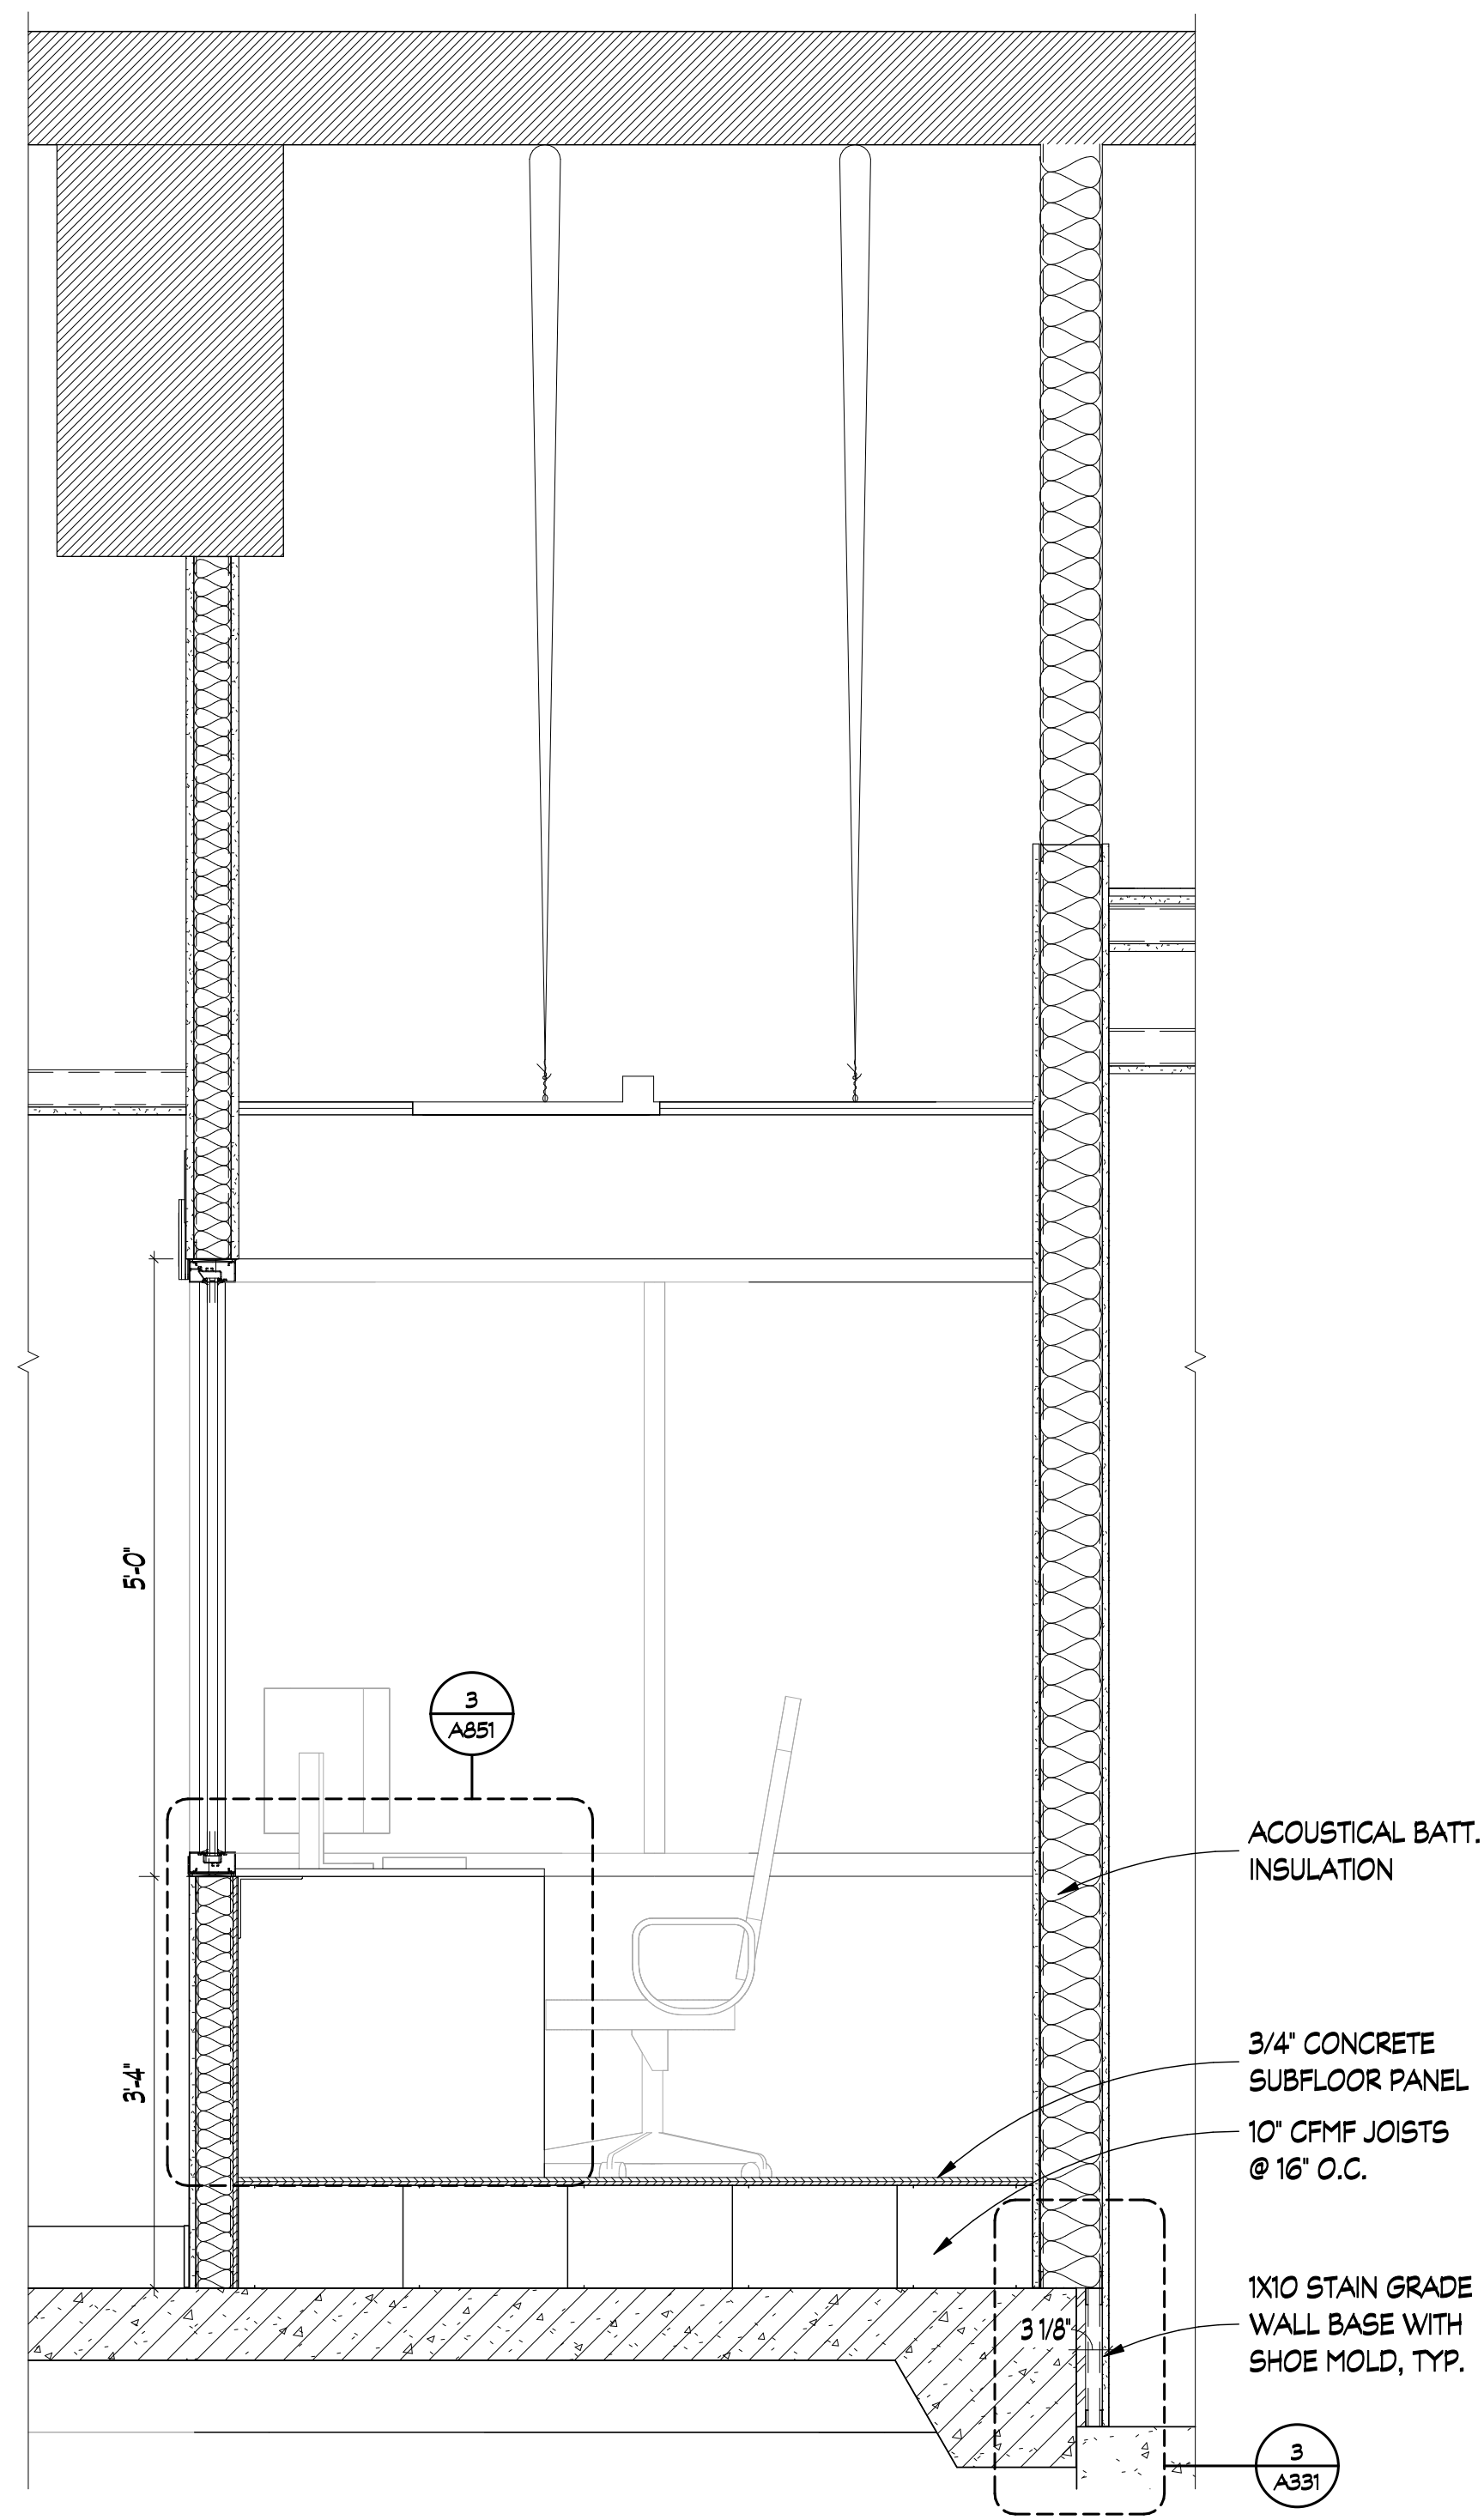 5'-0"
3
A851
ACOUSTICAL BATT.
INSULATION
3'-4"
3/4" CONCRETE
SUBFLOOR PANEL
10" CFMF JOISTS
@ 16" O.C.
1X10 STAIN GRADE
WALL BASE WITH
SHOE MOLD, TYP.
3 1/8"
3
A331